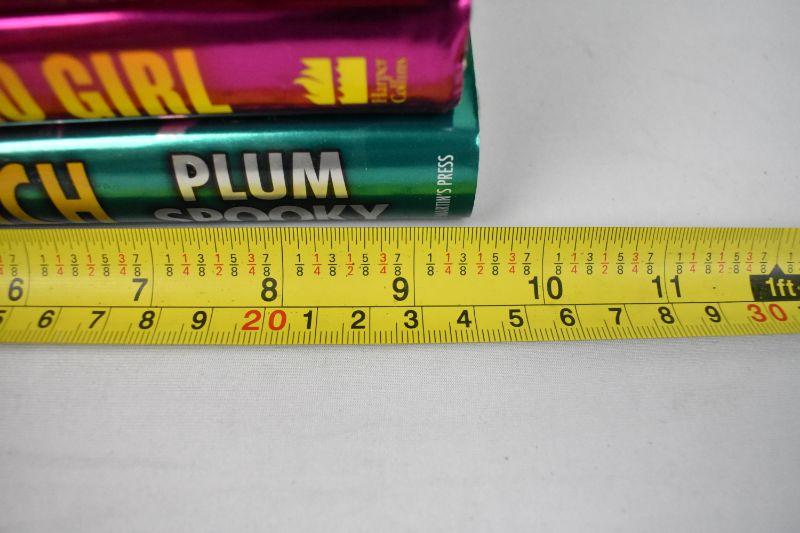 O GIRL
Harper
Collins
CH
PLUM
SPOOKY
MARTIN'S PRESS
3/4 7/8 1/8 1/4 3/8 1/2 5/8 3/4 7/8 1/8 1/4 3/8 1/2 5/8 3/4 7/8 1/8 1/4 3/8 1/2 5/8 3/4 7/8 1/8 1/4 3/8 1/2 5/8 3/4 7/8 1/8 1/4 3/8 1/2 5/8 3/4 7/8 1/8 1/4 3/8 1/2 5/8 3/4 7/8 1/8
6 7 8 9 10 11 1ft
6 7 8 9 20 1 2 3 4 5 6 7 8 9 30